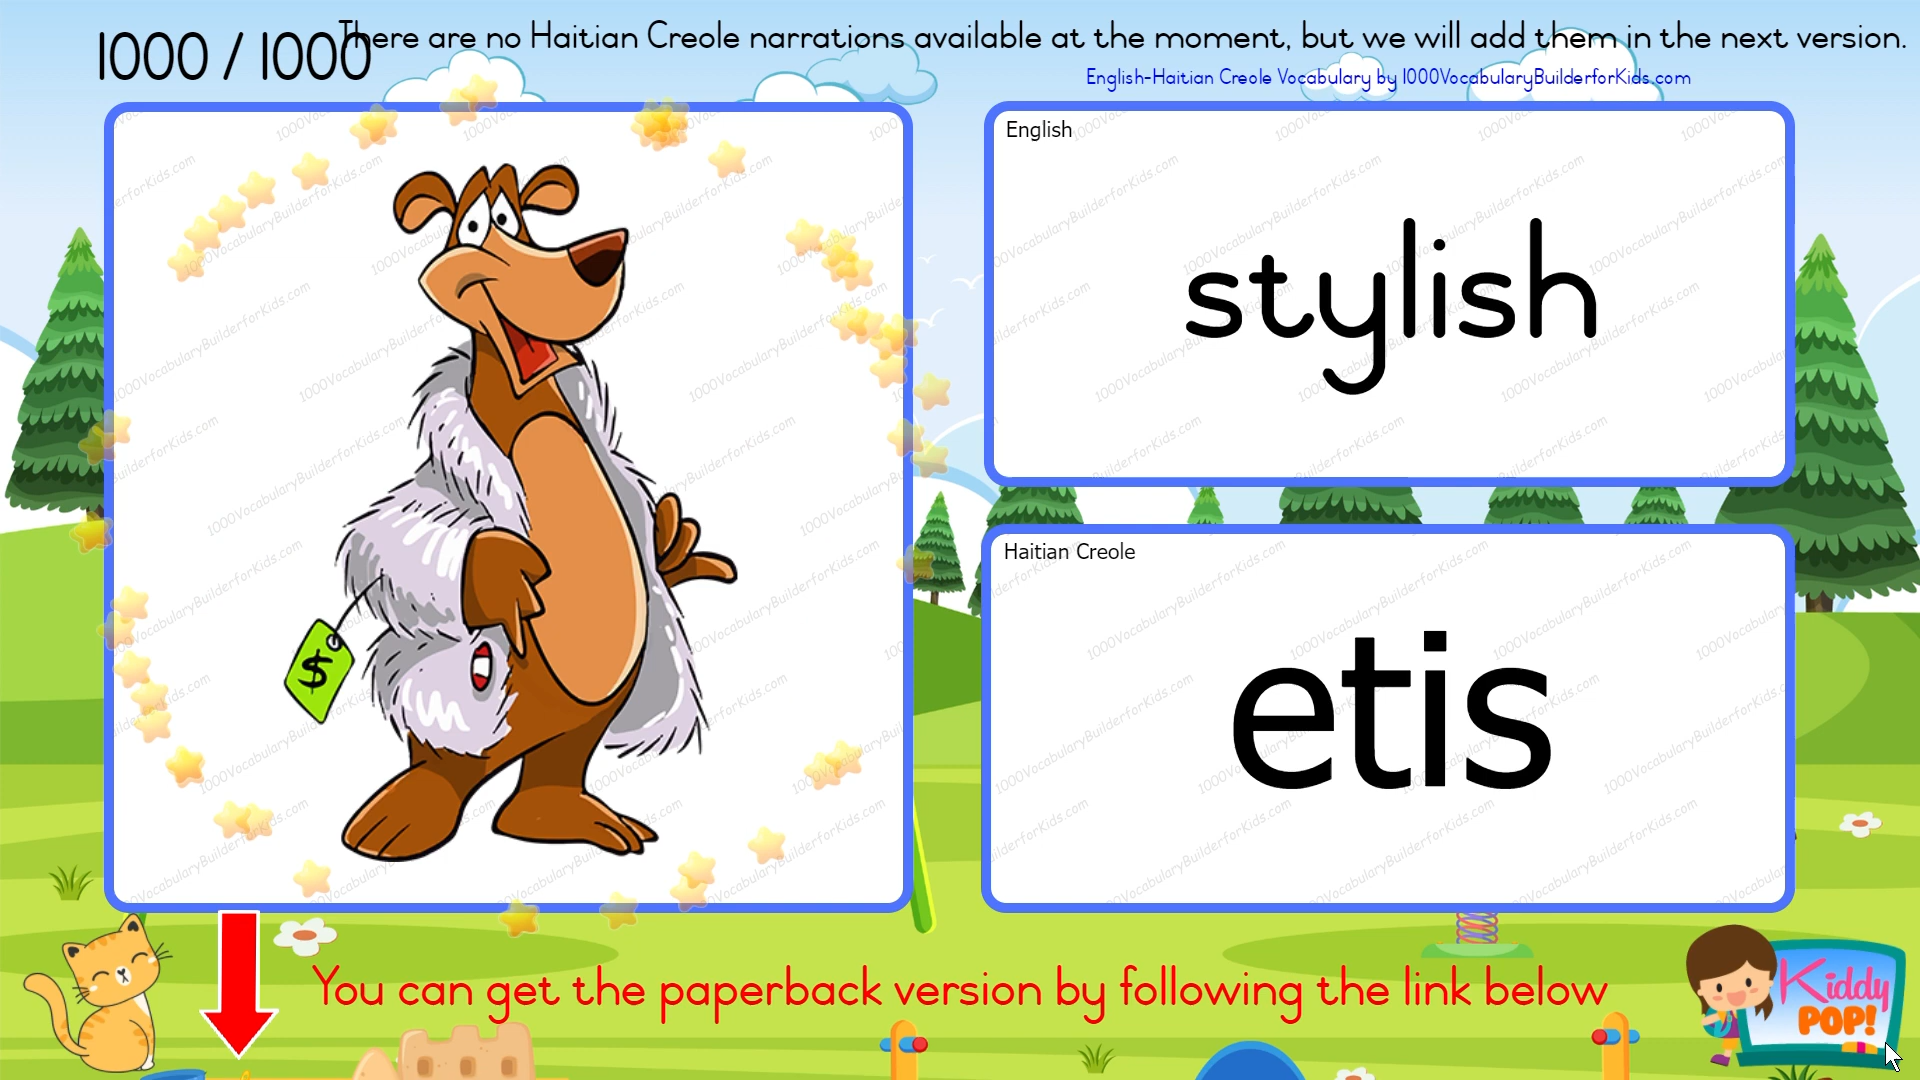 1000 / 1000
There are no Haitian Creole narrations available at the moment, but we will add them in the next version.
English-Haitian Creole Vocabulary by 1000VocabularyBuilderforKids.com
English
stylish
Haitian Creole
etis
$
You can get the paperback version by following the link below
Kiddy
POP!
1000VocabularyBuilderforKids.com